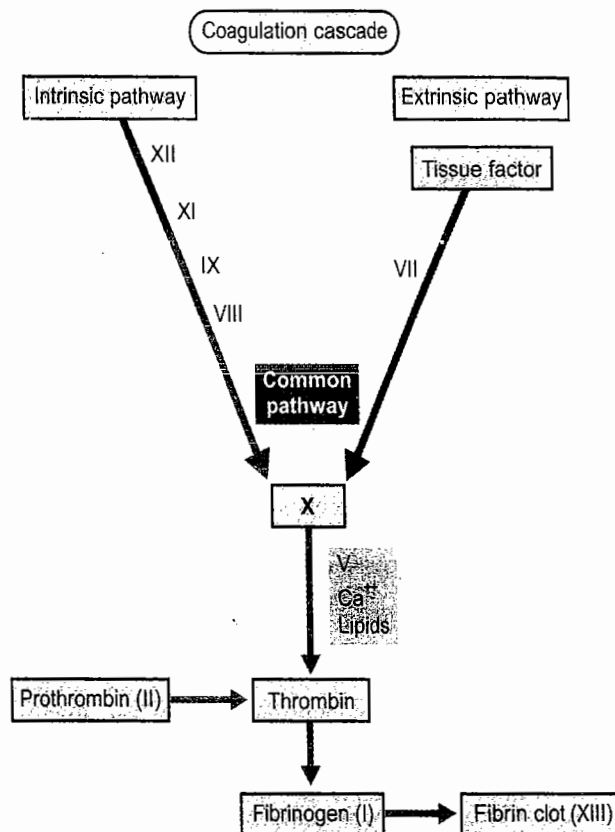 Coagulation cascade
Intrinsic pathway
Extrinsic pathway
Tissue factor
XII
XI
IX
VIII
VII
Common
pathway
X
V
Ca++
Lipids
Prothrombin (II)
Thrombin
Fibrinogen (I)
Fibrin clot (XIII)